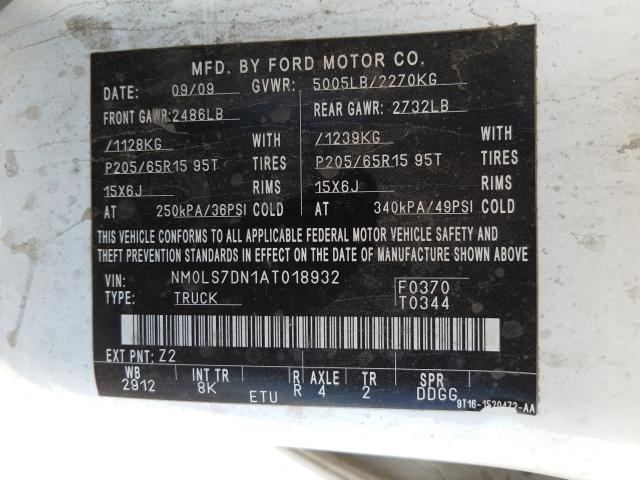 MFD. BY FORD MOTOR CO.
DATE: 09/09 GVWR: 5005LB/2270KG
FRONT GAWR: 2486LB REAR GAWR: 2732LB
/1128KG WITH /1239KG WITH
P205/65R15 95T TIRES P205/65R15 95T TIRES
15X6J RIMS 15X6J RIMS
AT 250kPA/36PSI COLD AT 340kPA/49PSI COLD
THIS VEHICLE CONFORMS TO ALL APPLICABLE FEDERAL MOTOR VEHICLE SAFETY AND
THEFT PREVENTION STANDARDS IN EFFECT ON THE DATE OF MANUFACTURE SHOWN ABOVE.
VIN: NM0LS7DN1AT018932 F0370
TYPE: TRUCK T0344
EXT PNT: Z2
WB INT TR R AXLE TR SPR
2912 8K ETU R 4 2 DDGG
9T16-1520472-AA